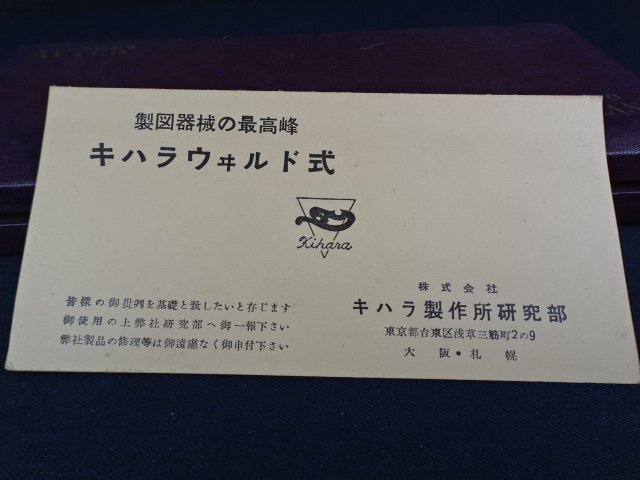 製図器械の最高峰
キハラウヰルド式
Kihara
皆様の御批判を基礎と致したいと存じます
御使用の上弊社研究部へ御一報下さい
弊社製品の修理等は御遠慮なく御申付下さい
株式会社
キハラ製作所研究部
東京都台東区浅草三筋町2の9
大阪・札幌